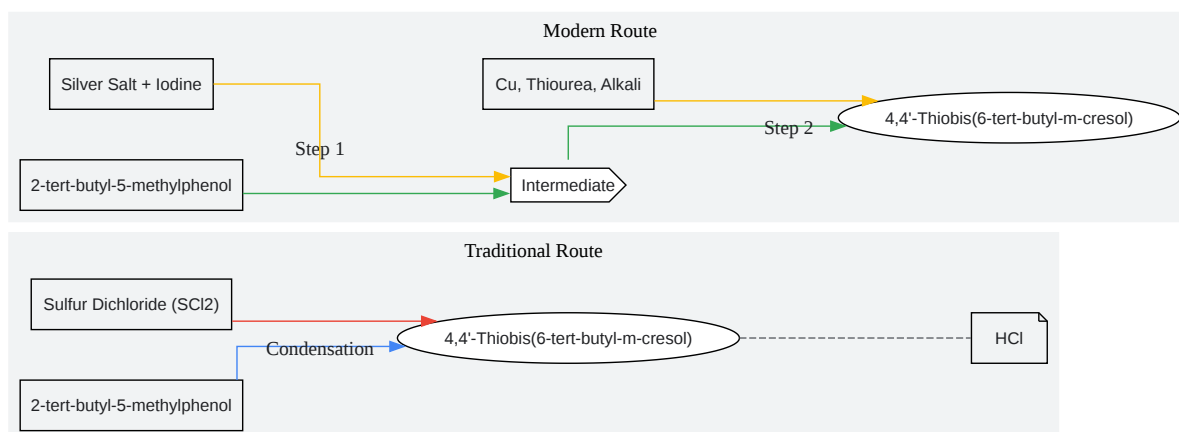 Modern Route
Silver Salt + Iodine
Cu, Thiourea, Alkali
4,4'-Thiobis(6-tert-butyl-m-cresol)
Step 2
Step 1
2-tert-butyl-5-methylphenol
Intermediate
Traditional Route
Sulfur Dichloride (SCl2)
4,4'-Thiobis(6-tert-butyl-m-cresol)
HCl
Condensation
2-tert-butyl-5-methylphenol